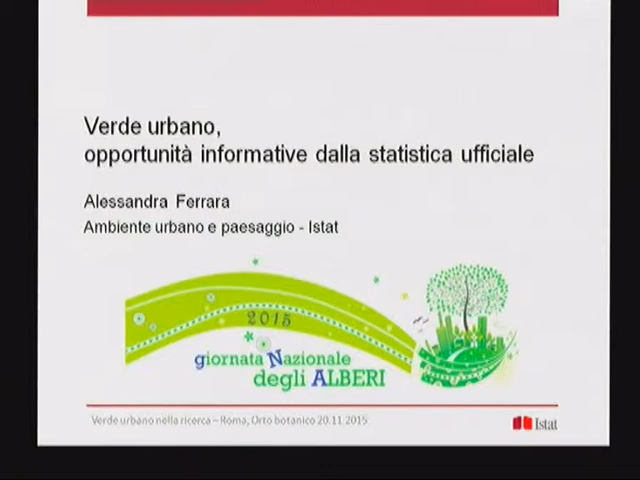 Verde urbano,
opportunità informative dalla statistica ufficiale
Alessandra Ferrara
Ambiente urbano e paesaggio - Istat
2015
giornata Nazionale
degli ALBERI
Verde urbano nella ricerca – Roma, Orto botanico 20.11.2015
Istat